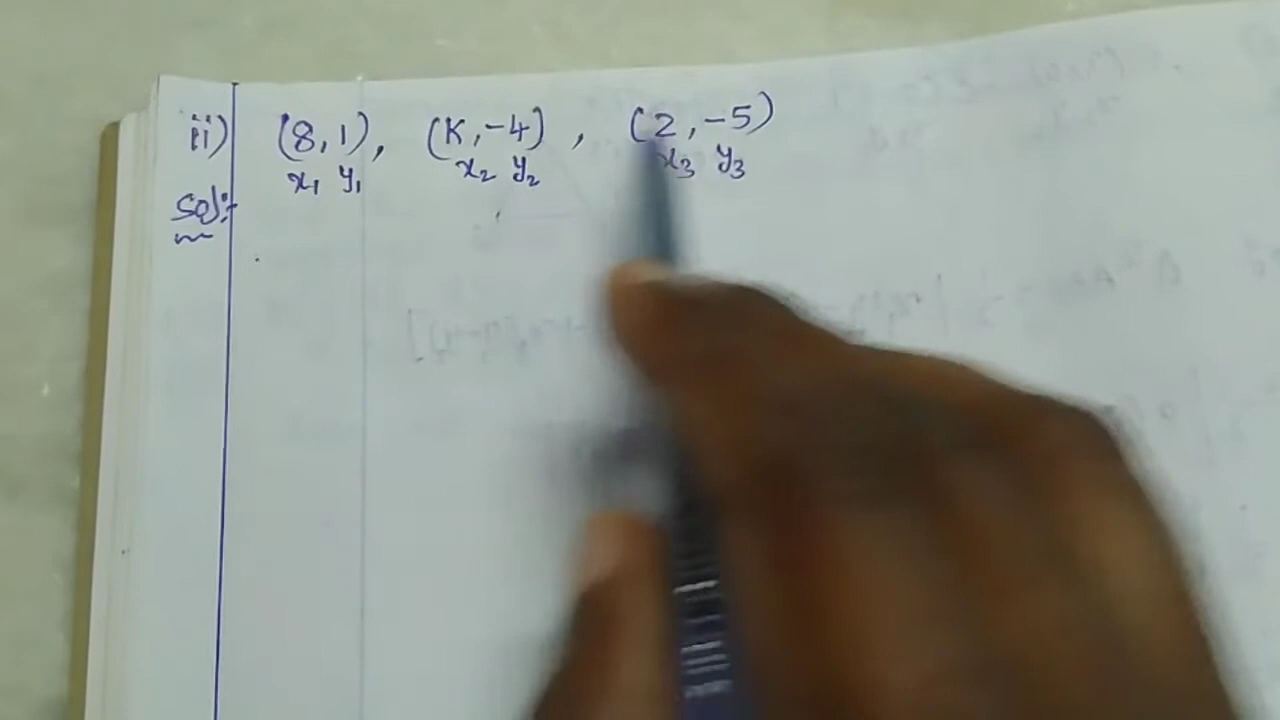 ii) (8, 1), (K, -4) , (2, -5)
x₁ y₁ x₂ y₂ x₃ y₃
Sol:-